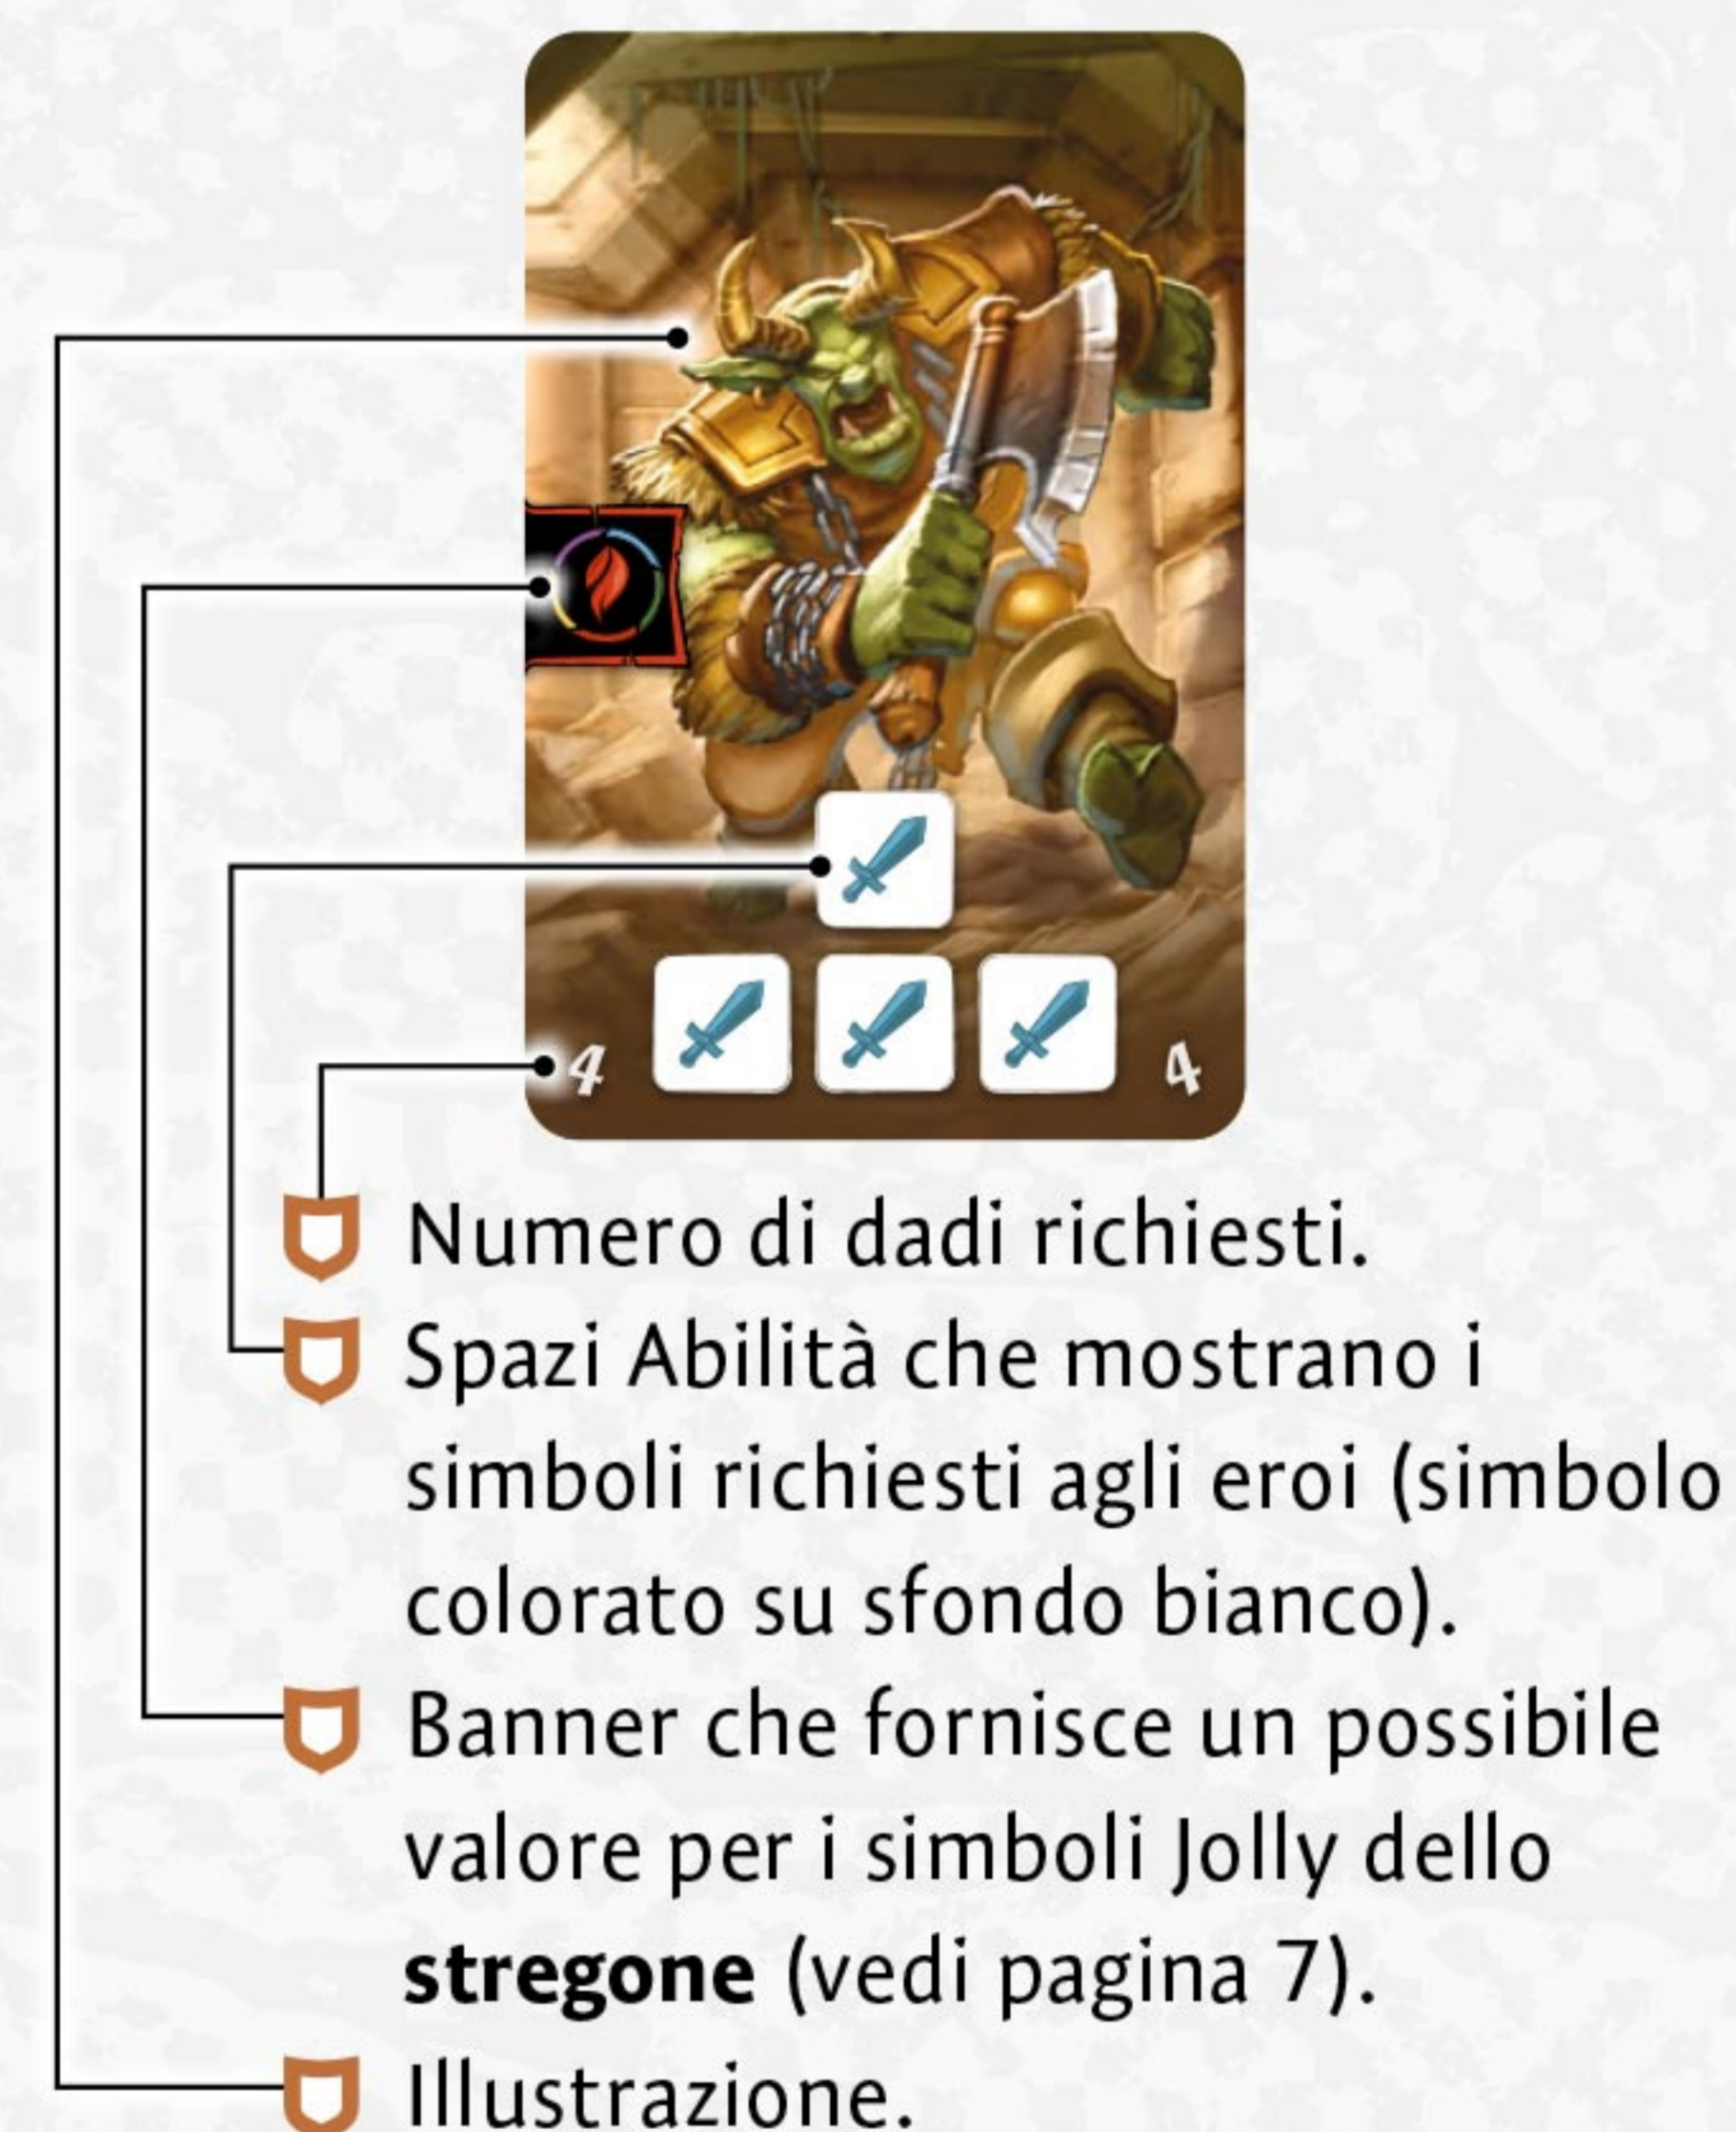 4 4
Numero di dadi richiesti.
Spazi Abilità che mostrano i
simboli richiesti agli eroi (simbolo
colorato su sfondo bianco).
Banner che fornisce un possibile
valore per i simboli Jolly dello
stregone (vedi pagina 7).
Illustrazione.